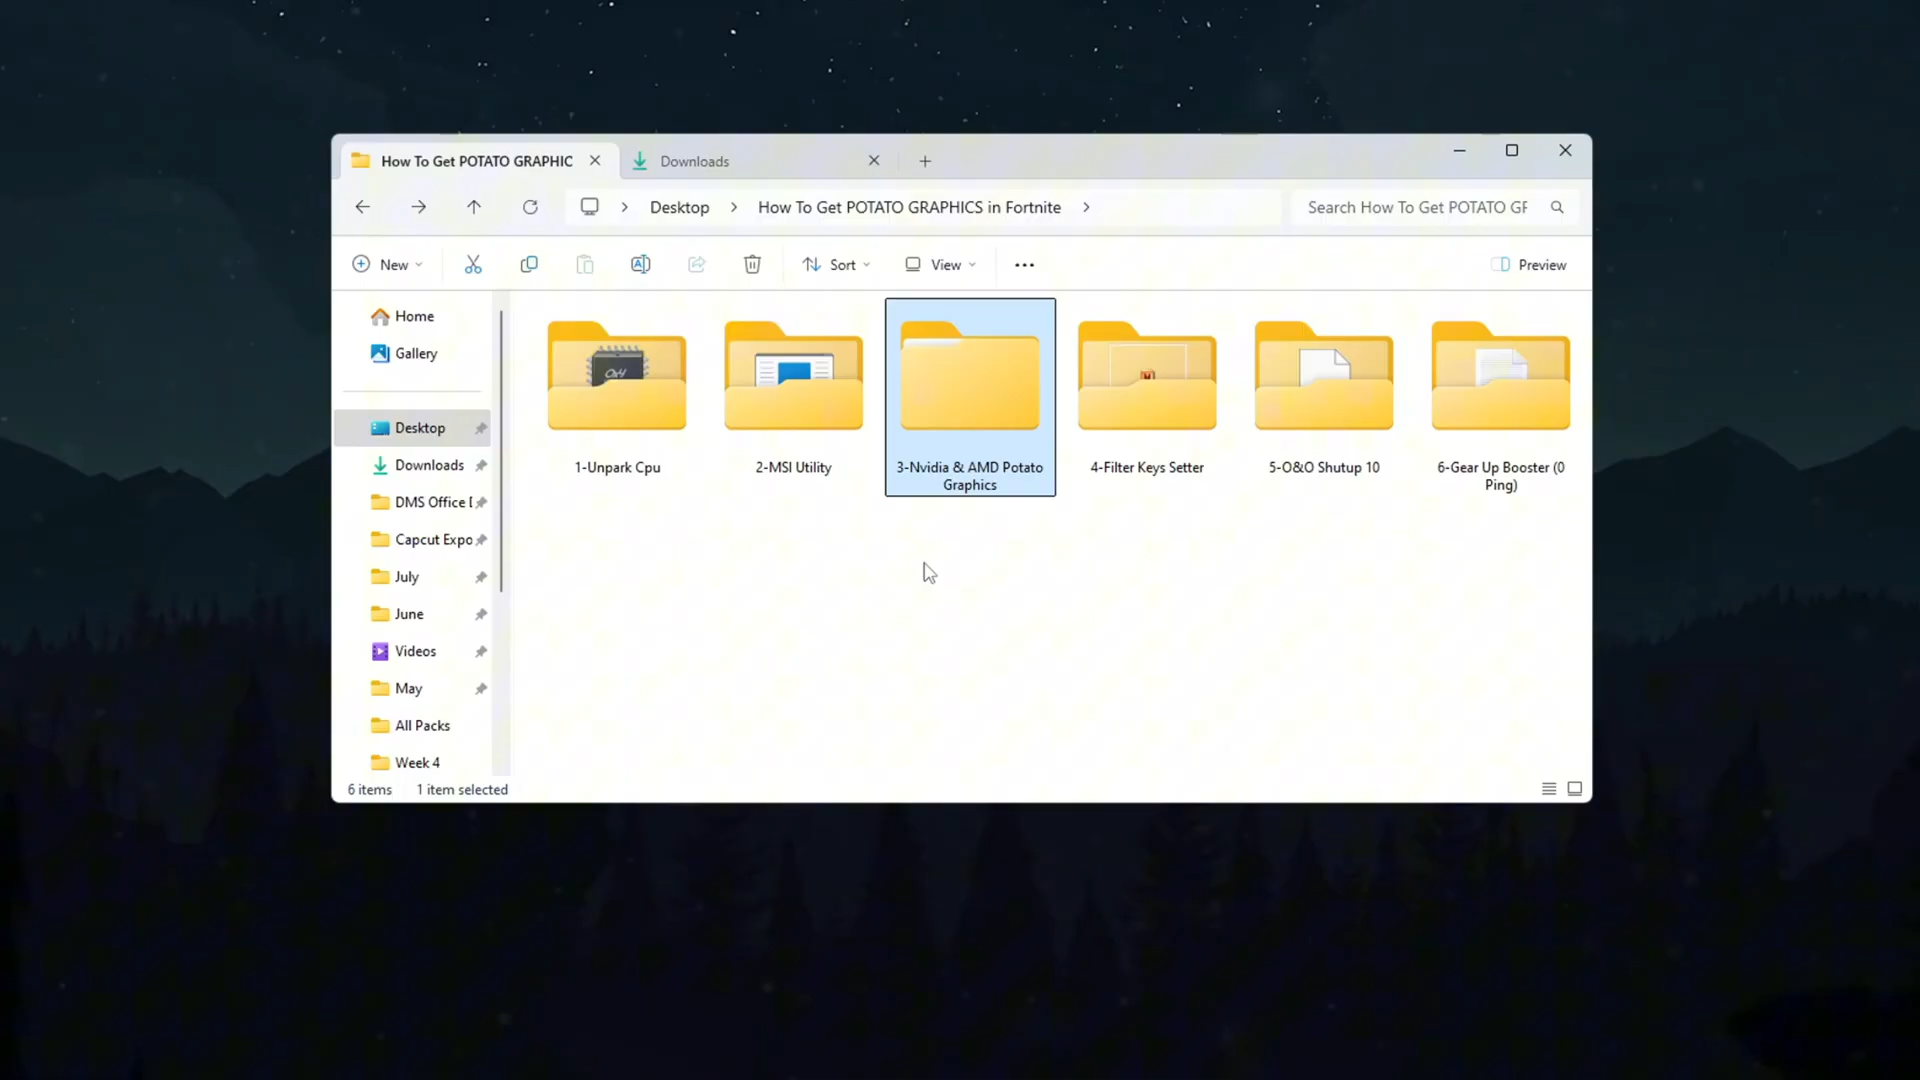 How To Get POTATO GRAPHIC
Downloads
Desktop
How To Get POTATO GRAPHICS in Fortnite
Search How To Get POTATO GF
New
Sort
View
Preview
Home
Gallery
Desktop
Downloads
DMS Office
Capcut Expo
July
June
Videos
May
All Packs
Week 4
OXY
1-Unpark Cpu
2-MSI Utility
3-Nvidia & AMD Potato
Graphics
4-Filter Keys Setter
5-O&O Shutup 10
6-Gear Up Booster (0
Ping)
6 items
1 item selected